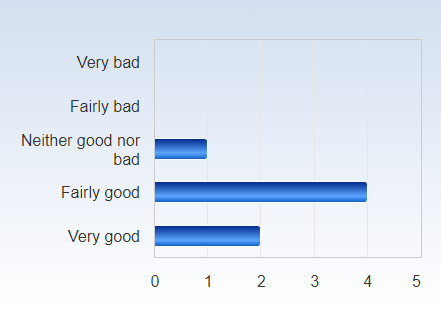 Very bad
Fairly bad
Neither good nor
bad
Fairly good
Very good
0 1 2 3 4 5